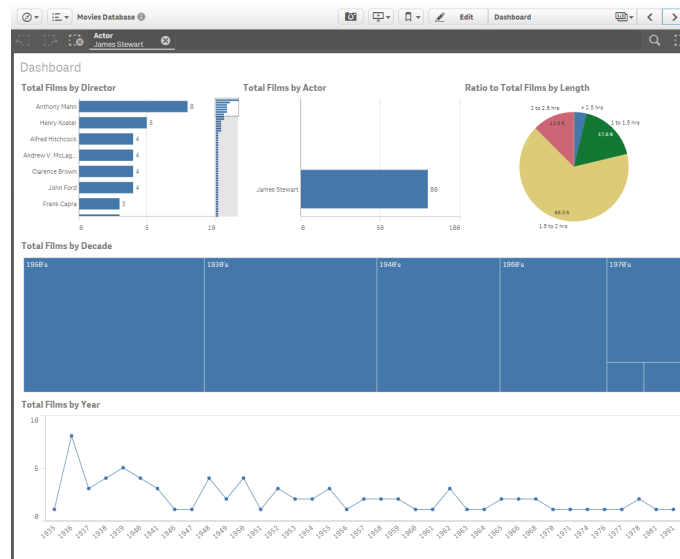 Movies Database
Edit
Dashboard
Actor
James Stewart
Dashboard
Total Films by Director
Anthony Mann
8
Henry Koster
5
Alfred Hitchcock
4
Andrew V. McLag...
4
Clarence Brown
4
John Ford
4
Frank Capra
3
0 5 10
Total Films by Actor
James Stewart
80
0 50 100
Ratio to Total Films by Length
2 to 2.5 hrs
> 2.5 hrs
1 to 1.5 hrs
17.5 %
1.5 to 2 hrs
Total Films by Decade
1950's 1930's 1940's 1960's 1970's
Total Films by Year
10
5
0
1935 1936 1937 1938 1939 1940 1941 1946 1947 1948 1949 1950 1951 1952 1953 1954 1955 1956 1957 1958 1959 1960 1961 1962 1963 1964 1965 1966 1968 1970 1971 1974 1976 1977 1978 1981 1991